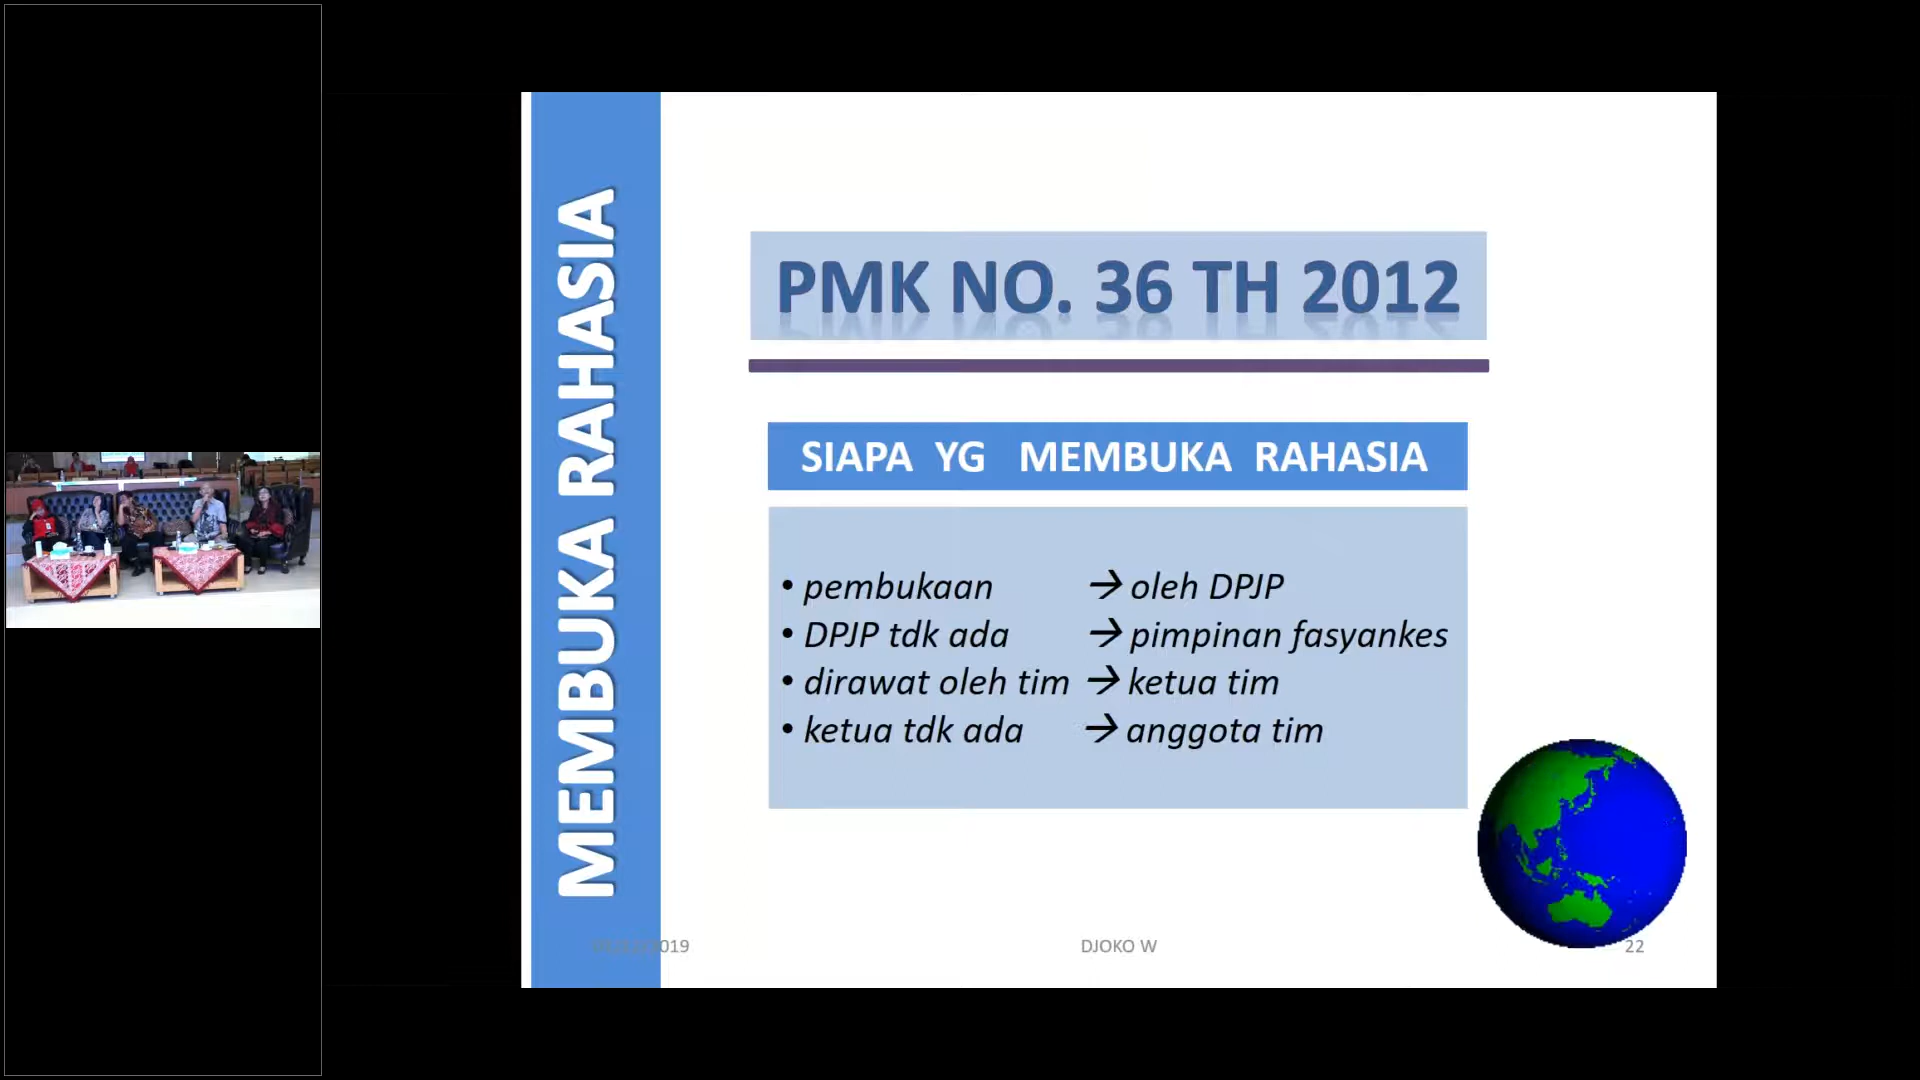 MEMBUKA RAHASIA
PMK NO. 36 TH 2012
SIAPA YG MEMBUKA RAHASIA
• pembukaan → oleh DPJP
• DPJP tdk ada → pimpinan fasyankes
• dirawat oleh tim → ketua tim
• ketua tdk ada → anggota tim
DJOKO W
22